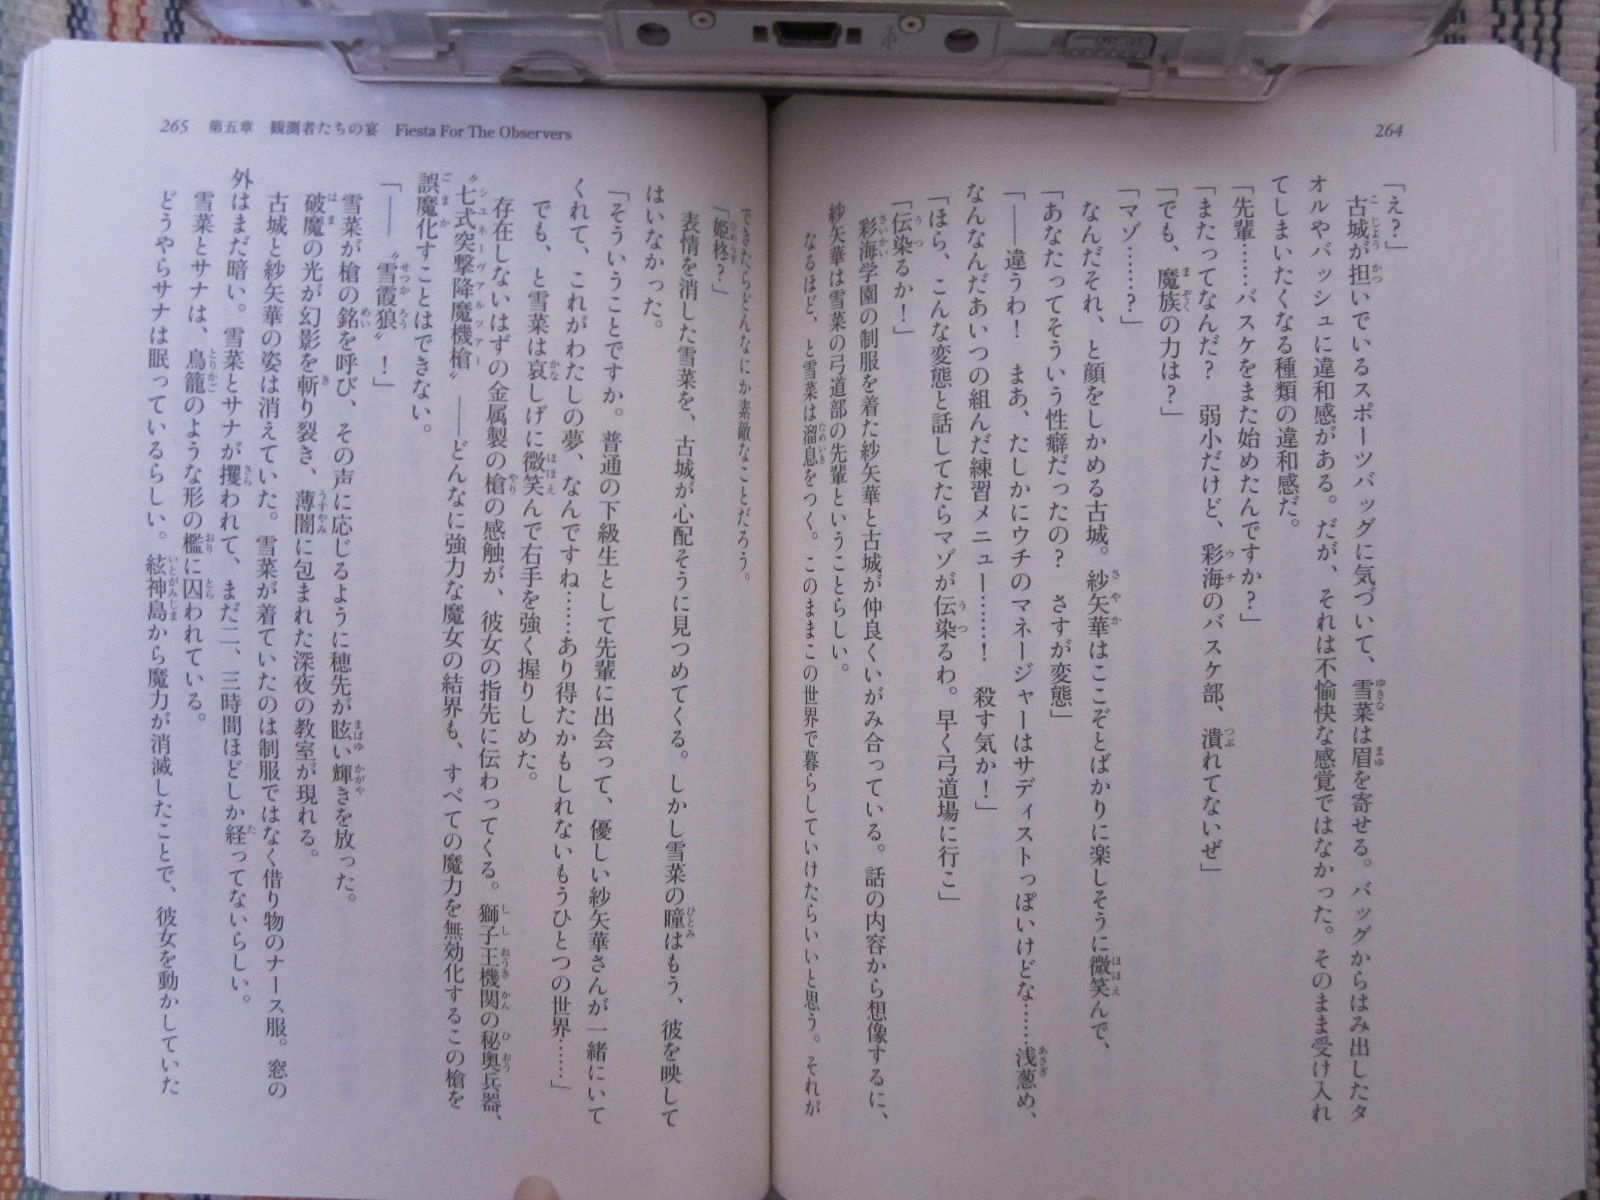 264
「え？」
古城が担いでいるスポーツバッグに気づいて、雪菜は眉を寄せる。バッグからはみ出したタ
オルやバッシュに違和感がある。だが、それは不愉快な感覚ではなかった。そのまま受け入れ
てしまいたくなる種類の違和感だ。
「先輩……バスケをまた始めたんですか？」
「またってなんだ？　弱小だけど、彩海のバスケ部、潰れてないぜ」
「でも、魔族の力は？」
「マゾ……？」
なんだそれ、と顔をしかめる古城。紗矢華はここぞとばかりに楽しそうに微笑んで、
「あなたってそういう性癖だったの？　さすが変態」
「――違うわ！　まあ、たしかにウチのマネージャーはサディストっぽいけどな……浅葱め、
なんなんだあいつの組んだ練習メニュー……！　殺す気か！」
「ほら、こんな変態と話してたらマゾが伝染るわ。早く弓道場に行こ」
「伝染るか！」
彩海学園の制服を着た紗矢華と古城が仲良くいがみ合っている。話の内容から想像するに、
紗矢華は雪菜の弓道部の先輩ということらしい。
なるほど、と雪菜は溜息をつく。このままこの世界で暮らしていけたらいいと思う。それが
265　第五章　観測者たちの宴　Fiesta For The Observers
できたらどんなにか素敵なことだろう。
「姫柊？」
表情を消した雪菜を、古城が心配そうに見つめてくる。しかし雪菜の瞳はもう、彼を映して
はいなかった。
「そういうことですか。普通の下級生として先輩に出会って、優しい紗矢華さんが一緒にいて
くれて、これがわたしの夢、なんですね……あり得たかもしれないもうひとつの世界……」
でも、と雪菜は哀しげに微笑んで右手を強く握りしめた。
存在しないはずの金属製の槍の感触が、彼女の指先に伝わってくる。獅子王機関の秘奥兵器、
〝七式突撃降魔機槍〟――どんなに強力な魔女の結界も、すべての魔力を無効化するこの槍を
誤魔化すことはできない。
「――〝雪霞狼〟！」
雪菜が槍の銘を呼び、その声に応じるように穂先が眩い輝きを放った。
破魔の光が幻影を斬り裂き、薄闇に包まれた深夜の教室が現れる。
古城と紗矢華の姿は消えていた。雪菜が着ていたのは制服ではなく借り物のナース服。窓の
外はまだ暗い。雪菜とサナが攫われて、まだ二、三時間ほどしか経ってないらしい。
雪菜とサナは、鳥籠のような形の檻に囚われている。
どうやらサナは眠っているらしい。絃神島から魔力が消滅したことで、彼女を動かしていた